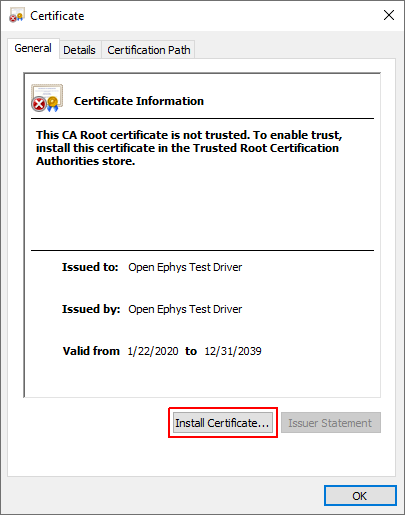 Certificate
General Details Certification Path
Certificate Information
This CA Root certificate is not trusted. To enable trust,
install this certificate in the Trusted Root Certification
Authorities store.
Issued to: Open Ephys Test Driver
Issued by: Open Ephys Test Driver
Valid from 1/22/2020 to 12/31/2039
Install Certificate... Issuer Statement
OK